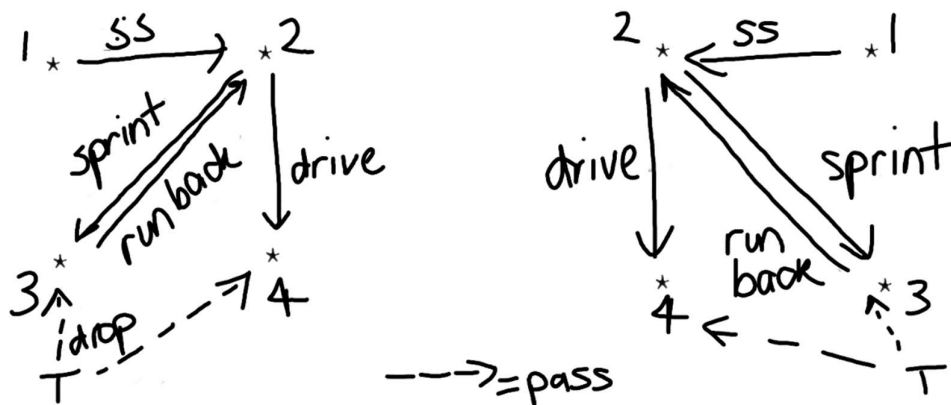 1 SS 2
sprint
run back
drive
3
4
drop
T
2 SS 1
drive
sprint
run
back
4
3
T
=pass